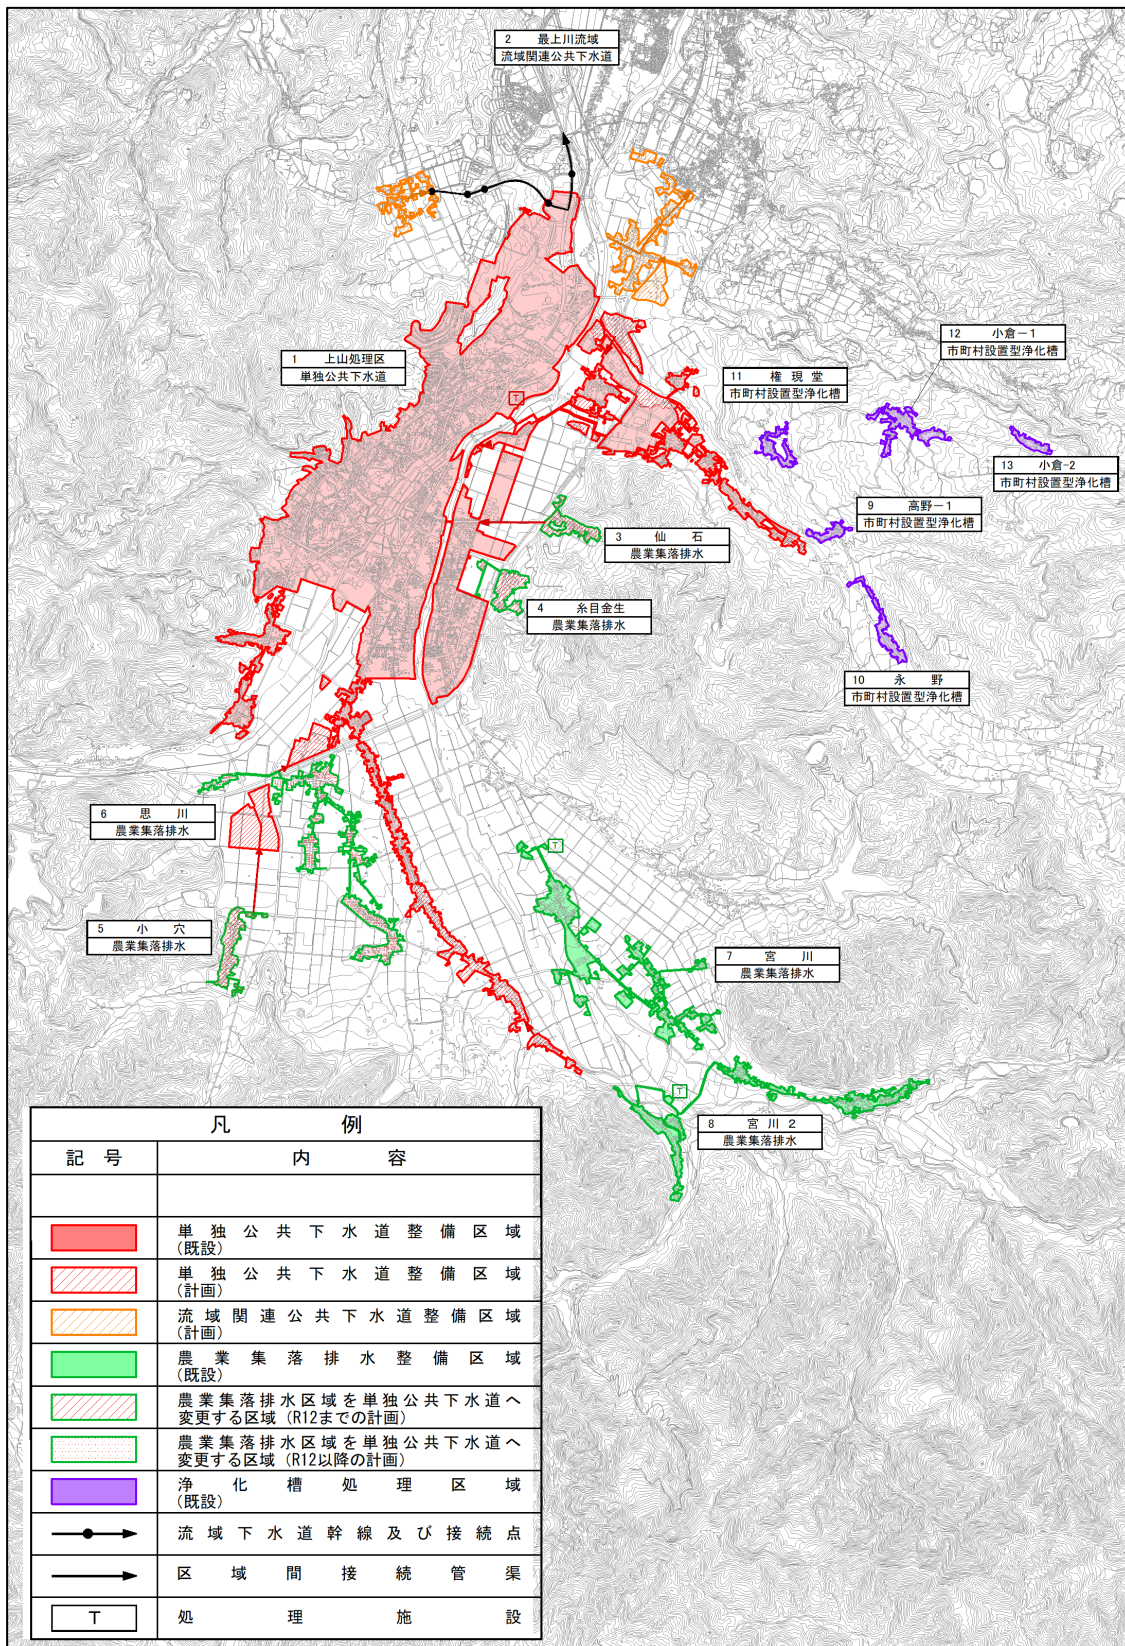 2 最上川流域
流域関連公共下水道
12 小倉－1
市町村設置型浄化槽
1 上山処理区
単独公共下水道
11 権現堂
市町村設置型浄化槽
T
13 小倉-2
市町村設置型浄化槽
9 高野－1
市町村設置型浄化槽
3 仙石
農業集落排水
4 糸目金生
農業集落排水
10 永野
市町村設置型浄化槽
6 思川
農業集落排水
T
5 小穴
農業集落排水
7 宮川
農業集落排水
T
8 宮川2
農業集落排水
凡例
記号 内容
単独公共下水道整備区域
(既設)
単独公共下水道整備区域
(計画)
流域関連公共下水道整備区域
(計画)
農業集落排水整備区域
(既設)
農業集落排水区域を単独公共下水道へ
変更する区域（R12までの計画）
農業集落排水区域を単独公共下水道へ
変更する区域（R12以降の計画）
浄化槽処理区域
(既設)
流域下水道幹線及び接続点
区域間接続管渠
T 処理施設